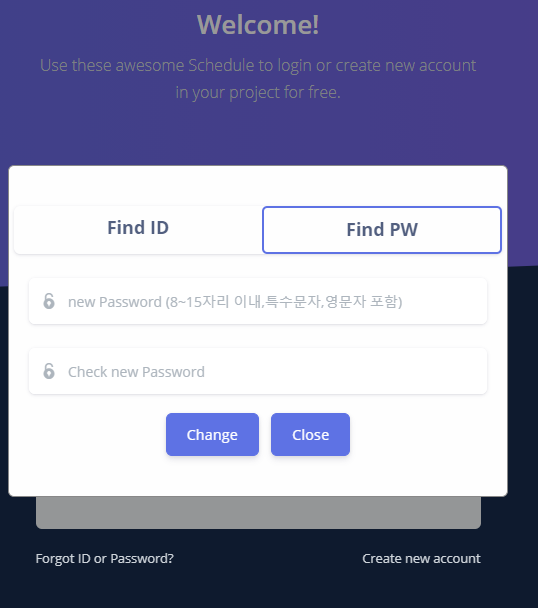 Welcome!
Use these awesome Schedule to login or create new account
in your project for free.
Find ID
Find PW
new Password (8~15자리 이내,특수문자,영문자 포함)
Check new Password
Change
Close
Forgot ID or Password?
Create new account